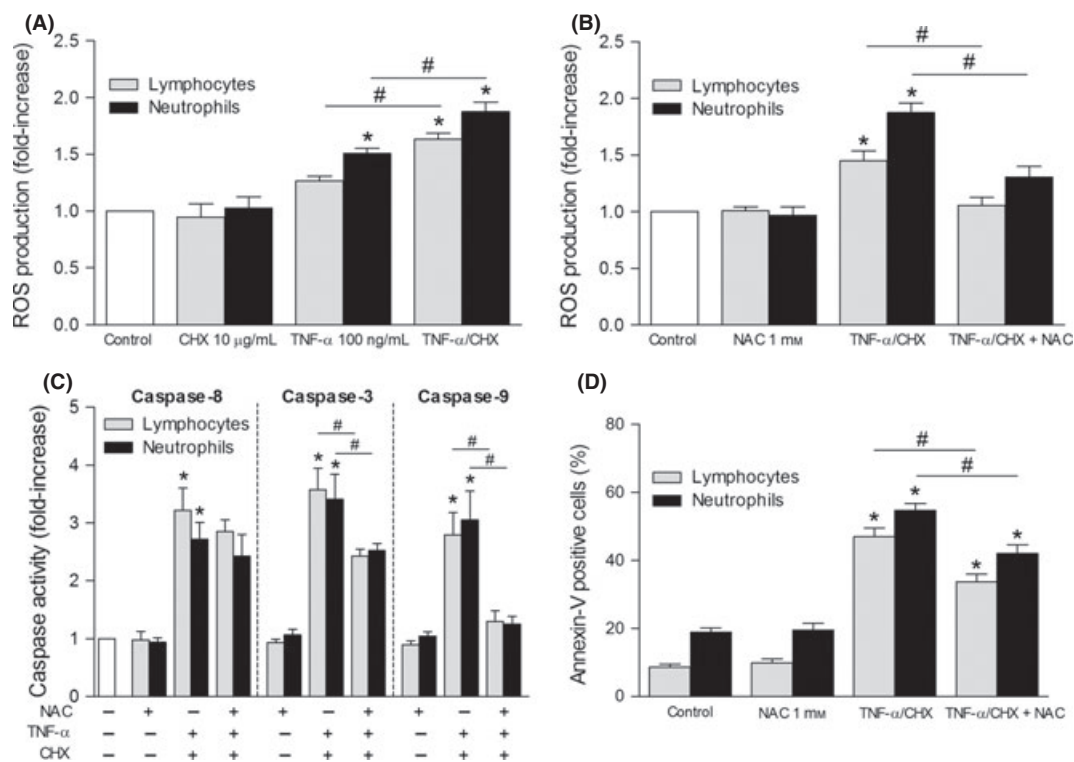 (A)
2.5
2.0
1.5
1.0
0.5
0.0
ROS production (fold-increase)
Lymphocytes
Neutrophils
#
#
*
*
*
Control
CHX 10 μg/mL
TNF-α 100 ng/mL
TNF-α/CHX
(B)
2.5
2.0
1.5
1.0
0.5
0.0
ROS production (fold-increase)
Lymphocytes
Neutrophils
#
#
*
*
Control
NAC 1 mM
TNF-α/CHX
TNF-α/CHX + NAC
(C)
Caspase-8
Caspase-3
Caspase-9
5
4
3
2
1
0
Caspase activity (fold-increase)
Lymphocytes
Neutrophils
#
#
#
#
*
*
*
*
*
*
NAC – + – + + – + + – +
TNF-α – – + + – + + – + +
CHX – – + + – + + – + +
(D)
80
60
40
20
0
Annexin-V positive cells (%)
Lymphocytes
Neutrophils
#
#
*
*
*
*
Control
NAC 1 mM
TNF-α/CHX
TNF-α/CHX + NAC